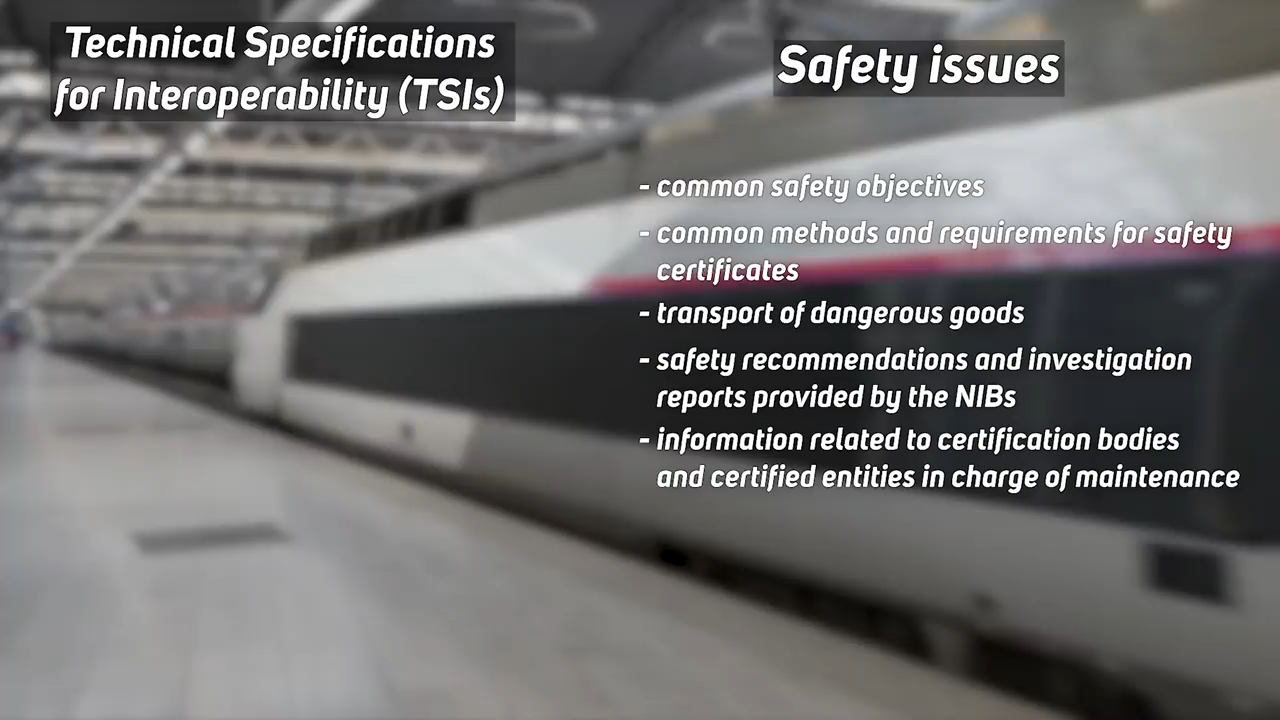 Technical Specifications
for Interoperability (TSIs)
Safety issues
- common safety objectives
- common methods and requirements for safety
certificates
- transport of dangerous goods
- safety recommendations and investigation
reports provided by the NIBs
- information related to certification bodies
and certified entities in charge of maintenance